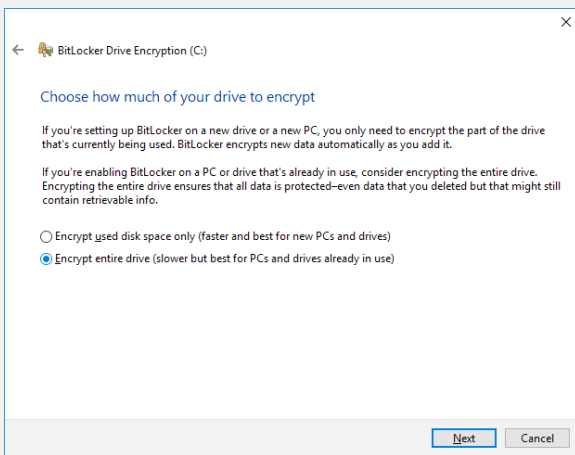 BitLocker Drive Encryption (C:)
Choose how much of your drive to encrypt
If you're setting up BitLocker on a new drive or a new PC, you only need to encrypt the part of the drive
that's currently being used. BitLocker encrypts new data automatically as you add it.
If you're enabling BitLocker on a PC or drive that's already in use, consider encrypting the entire drive.
Encrypting the entire drive ensures that all data is protected–even data that you deleted but that might still
contain retrievable info.
Encrypt used disk space only (faster and best for new PCs and drives)
Encrypt entire drive (slower but best for PCs and drives already in use)
Next Cancel